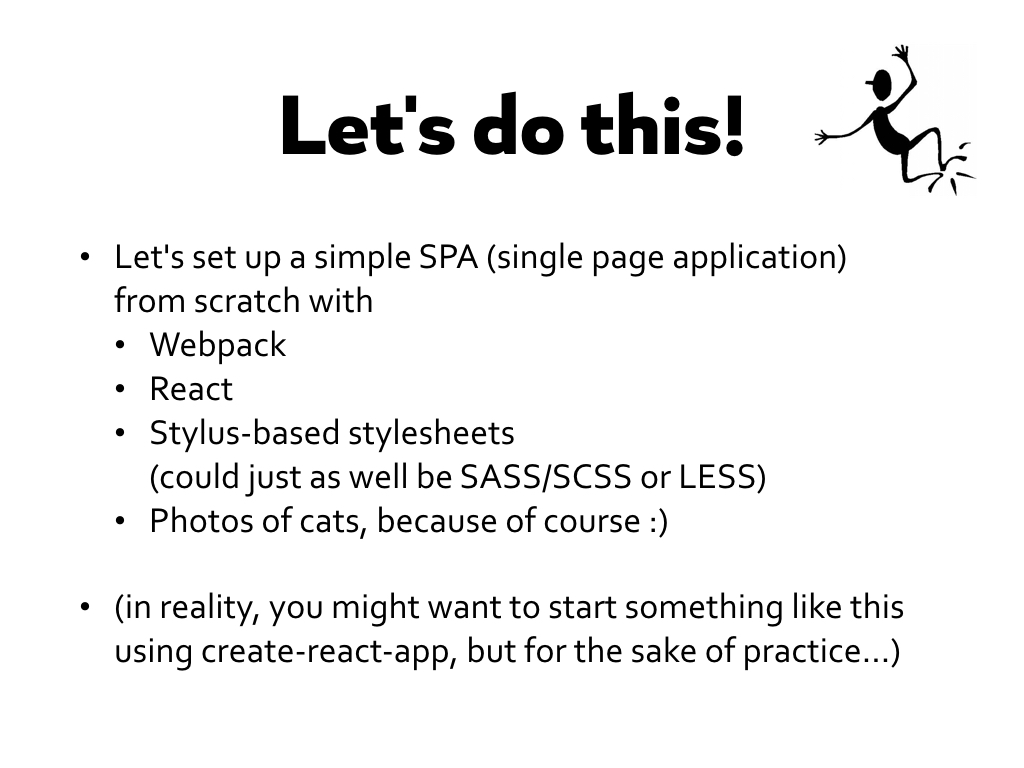 Let's do this!
• Let's set up a simple SPA (single page application)
from scratch with
• Webpack
• React
• Stylus-based stylesheets
(could just as well be SASS/SCSS or LESS)
• Photos of cats, because of course :)
• (in reality, you might want to start something like this
using create-react-app, but for the sake of practice...)